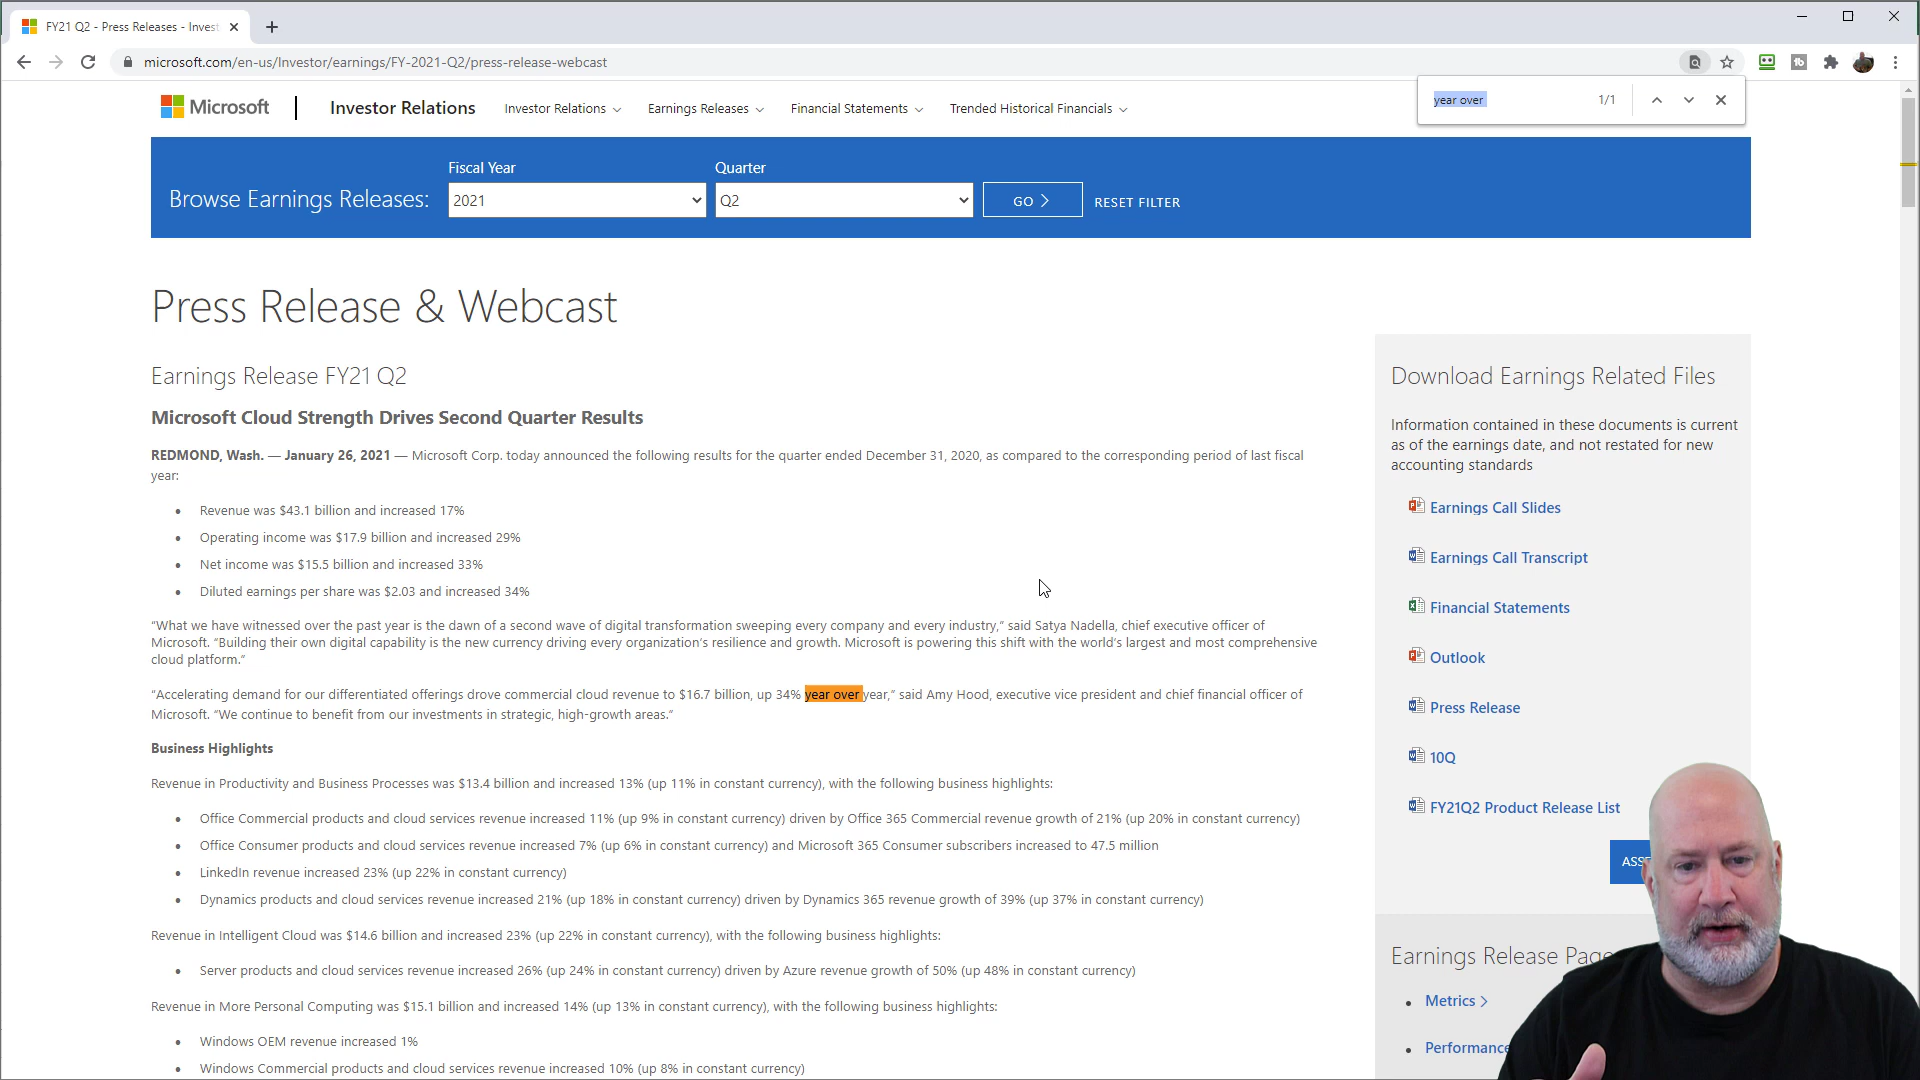 FY21 Q2 - Press Releases - Invest
microsoft.com/en-us/Investor/earnings/FY-2021-Q2/press-release-webcast
year over 1/1
Microsoft Investor Relations Investor Relations Earnings Releases Financial Statements Trended Historical Financials
Fiscal Year Quarter
Browse Earnings Releases: 2021 Q2 GO RESET FILTER
Press Release & Webcast
Earnings Release FY21 Q2
Microsoft Cloud Strength Drives Second Quarter Results
REDMOND, Wash. — January 26, 2021 — Microsoft Corp. today announced the following results for the quarter ended December 31, 2020, as compared to the corresponding period of last fiscal
year:
• Revenue was $43.1 billion and increased 17%
• Operating income was $17.9 billion and increased 29%
• Net income was $15.5 billion and increased 33%
• Diluted earnings per share was $2.03 and increased 34%
“What we have witnessed over the past year is the dawn of a second wave of digital transformation sweeping every company and every industry,” said Satya Nadella, chief executive officer of
Microsoft. “Building their own digital capability is the new currency driving every organization’s resilience and growth. Microsoft is powering this shift with the world’s largest and most comprehensive
cloud platform.”
“Accelerating demand for our differentiated offerings drove commercial cloud revenue to $16.7 billion, up 34% year over year,” said Amy Hood, executive vice president and chief financial officer of
Microsoft. “We continue to benefit from our investments in strategic, high-growth areas.”
Business Highlights
Revenue in Productivity and Business Processes was $13.4 billion and increased 13% (up 11% in constant currency), with the following business highlights:
• Office Commercial products and cloud services revenue increased 11% (up 9% in constant currency) driven by Office 365 Commercial revenue growth of 21% (up 20% in constant currency)
• Office Consumer products and cloud services revenue increased 7% (up 6% in constant currency) and Microsoft 365 Consumer subscribers increased to 47.5 million
• LinkedIn revenue increased 23% (up 22% in constant currency)
• Dynamics products and cloud services revenue increased 21% (up 18% in constant currency) driven by Dynamics 365 revenue growth of 39% (up 37% in constant currency)
Revenue in Intelligent Cloud was $14.6 billion and increased 23% (up 22% in constant currency), with the following business highlights:
• Server products and cloud services revenue increased 26% (up 24% in constant currency) driven by Azure revenue growth of 50% (up 48% in constant currency)
Revenue in More Personal Computing was $15.1 billion and increased 14% (up 13% in constant currency), with the following business highlights:
• Windows OEM revenue increased 1%
• Windows Commercial products and cloud services revenue increased 10% (up 8% in constant currency)
Download Earnings Related Files
Information contained in these documents is current
as of the earnings date, and not restated for new
accounting standards
Earnings Call Slides
Earnings Call Transcript
Financial Statements
Outlook
Press Release
10Q
FY21Q2 Product Release List
ASSE
Earnings Release Page
• Metrics
• Performance